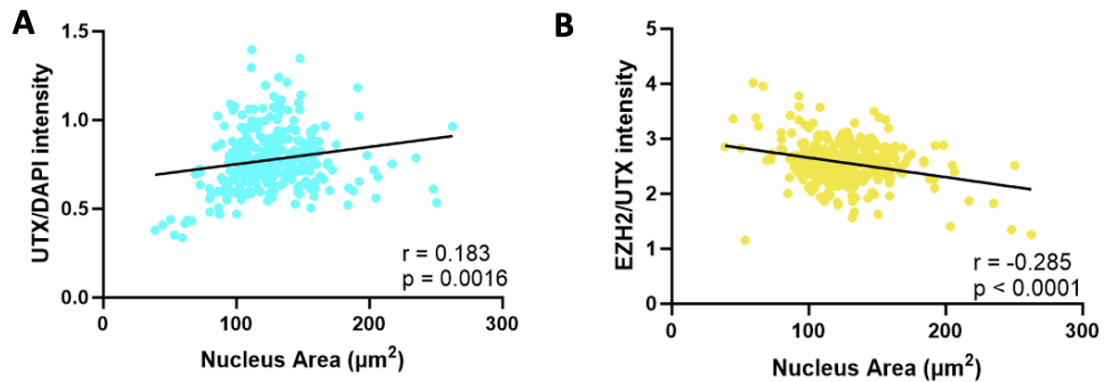 A
UTX/DAPI intensity
1.5
1.0
0.5
0.0
0
100
200
300
Nucleus Area (µm²)
r = 0.183
p = 0.0016
B
EZH2/UTX intensity
5
4
3
2
1
0
0
100
200
300
Nucleus Area (µm²)
r = -0.285
p < 0.0001